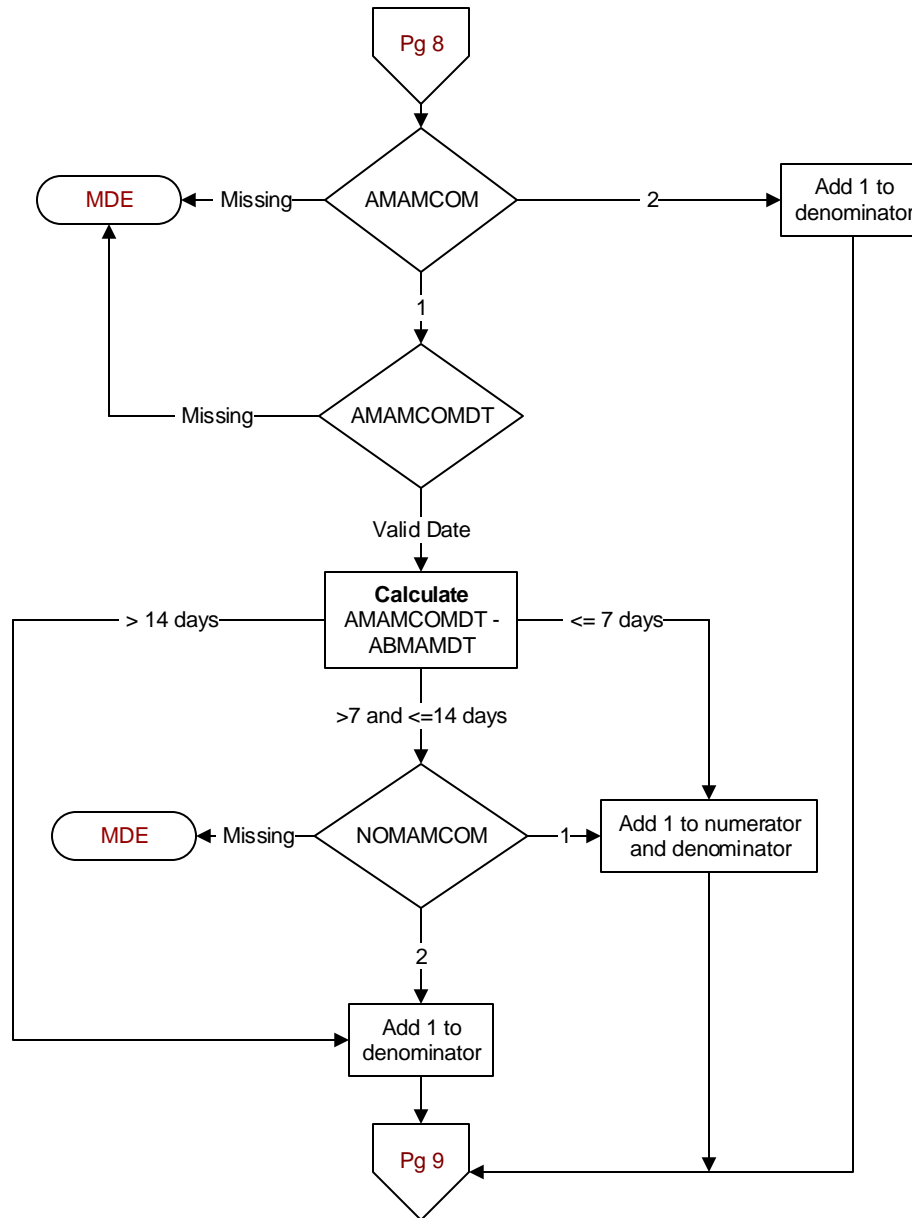 Pg 8
MDE
Missing
AMAMCOM
2
Add 1 to
denominator
1
Missing
AMAMCOMDT
Valid Date
> 14 days
Calculate
AMAMCOMDT -
ABMAMDT
<= 7 days
>7 and <=14 days
MDE
Missing
NOMAMCOM
1
Add 1 to numerator
and denominator
2
Add 1 to
denominator
Pg 9